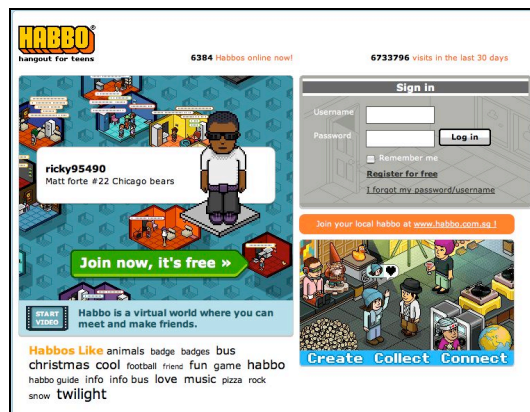 HABBO
hangout for teens
6384 Habbos online now!
6733796 visits in the last 30 days
ricky95490
Matt forte #22 Chicago bears
Join now, it's free »
START
VIDEO
Habbo is a virtual world where you can
meet and make friends.
Habbos Like animals badge badges bus
christmas cool football friend fun game habbo
habbo guide info info bus love music pizza rock
snow twilight
Sign in
Username
Password
Log in
Remember me
Register for free
I forgot my password/username
Join your local habbo at www.habbo.com.sg !
Create Collect Connect